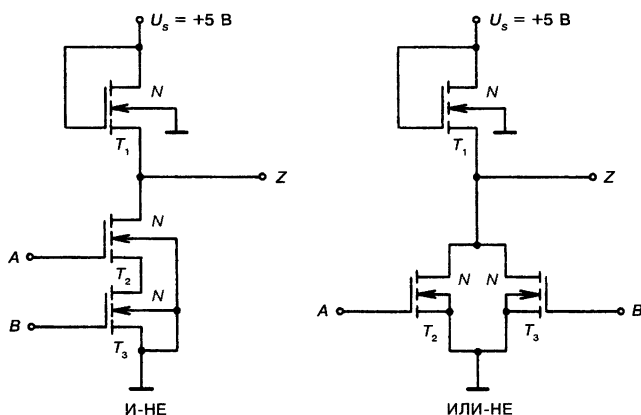 U_s = +5 В
N
T_1
Z
N
A
T_2
N
B
T_3
И-НЕ
U_s = +5 В
N
T_1
Z
N N
A
B
T_2 T_3
ИЛИ-НЕ